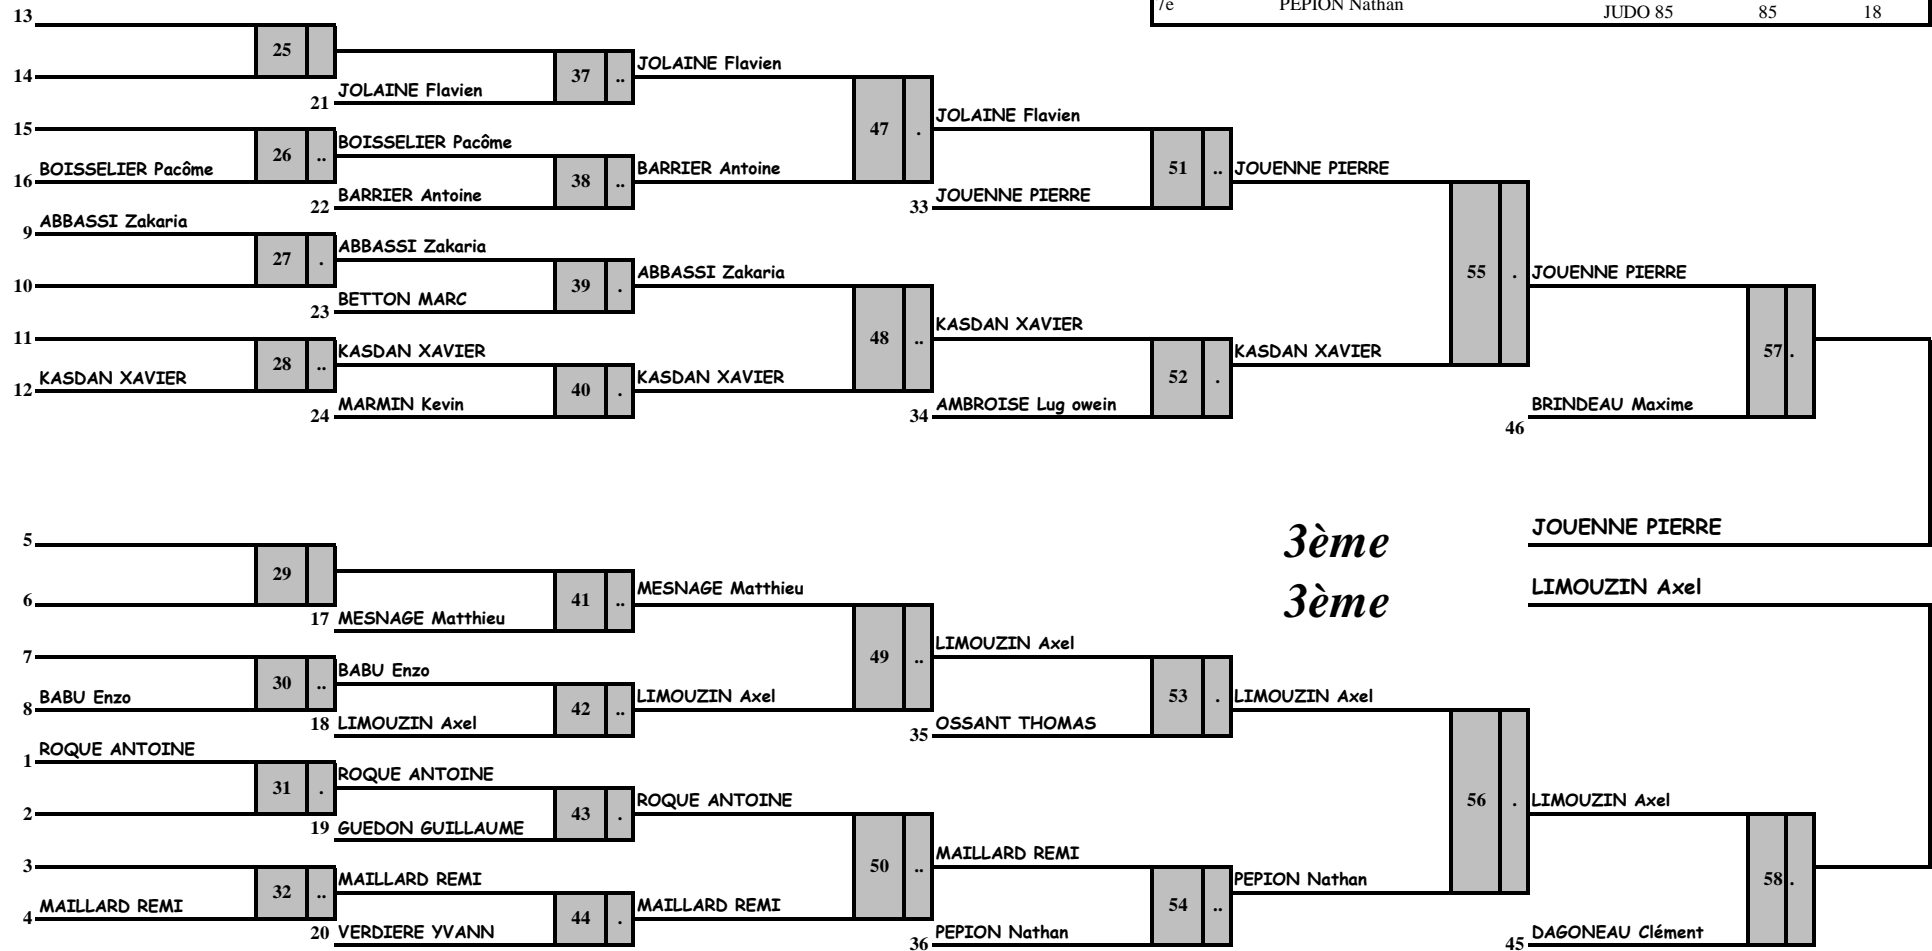 7e PEPION Nathan JUDO 85 85 18
13
25
14
JOLAINE Flavien
21
37 ..
JOLAINE Flavien
15
26 ..
BOISSELIER Pacôme
16
BOISSELIER Pacôme
BARRIER Antoine
22
38 ..
BARRIER Antoine
47 .
JOLAINE Flavien
JOUENNE PIERRE
33
51 ..
JOUENNE PIERRE
ABBASSI Zakaria
9
27 .
10
ABBASSI Zakaria
BETTON MARC
23
39 .
ABBASSI Zakaria
11
28 ..
KASDAN XAVIER
12
KASDAN XAVIER
MARMIN Kevin
24
40 .
KASDAN XAVIER
48 ..
KASDAN XAVIER
AMBROISE Lug owein
34
52 .
KASDAN XAVIER
55 .
JOUENNE PIERRE
BRINDEAU Maxime
46
57 .
3ème JOUENNE PIERRE
3ème LIMOUZIN Axel
5
29
6
MESNAGE Matthieu
17
41 ..
MESNAGE Matthieu
7
30 ..
BABU Enzo
8
BABU Enzo
LIMOUZIN Axel
18
42 ..
LIMOUZIN Axel
49 ..
LIMOUZIN Axel
OSSANT THOMAS
35
53 .
LIMOUZIN Axel
ROQUE ANTOINE
1
31 .
2
ROQUE ANTOINE
GUEDON GUILLAUME
19
43 .
ROQUE ANTOINE
3
32 ..
MAILLARD REMI
4
MAILLARD REMI
VERDIERE YVANN
20
44 .
MAILLARD REMI
50 ..
MAILLARD REMI
PEPION Nathan
36
54 ..
PEPION Nathan
56 .
LIMOUZIN Axel
DAGONEAU Clément
45
58 .